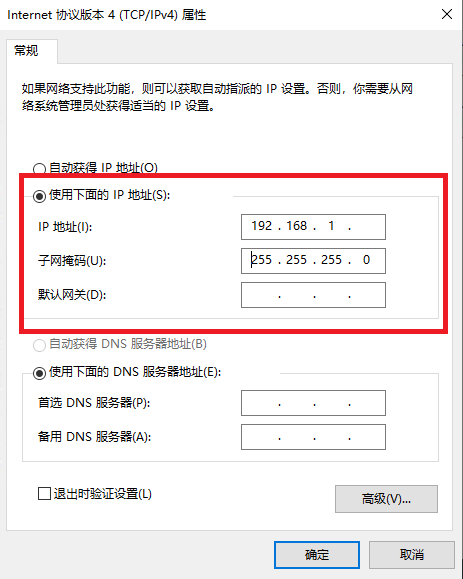 Internet 协议版本 4 (TCP/IPv4) 属性
常规
如果网络支持此功能，则可以获取自动指派的 IP 设置。否则，你需要从网
络系统管理员处获得适当的 IP 设置。
自动获得 IP 地址(O)
使用下面的 IP 地址(S):
IP 地址(I): 192 . 168 . 1 .
子网掩码(U): 255 . 255 . 255 . 0
默认网关(D): . . .
自动获得 DNS 服务器地址(B)
使用下面的 DNS 服务器地址(E):
首选 DNS 服务器(P): . . .
备用 DNS 服务器(A): . . .
退出时验证设置(L)
高级(V)...
确定 取消